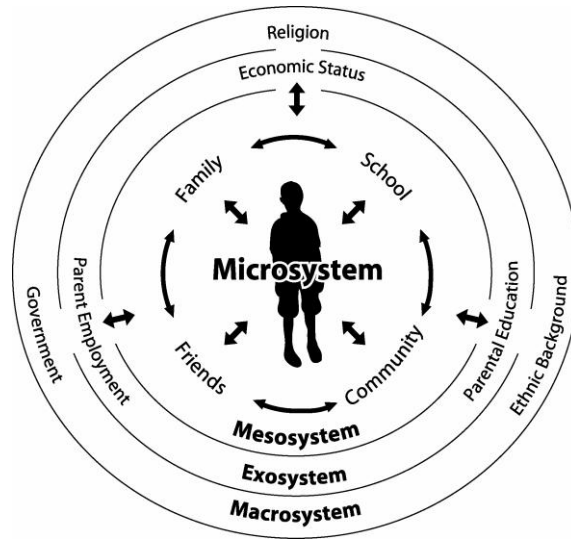 Religion
Economic Status
Family
School
Microsystem
Government
Parent Employment
Parental Education
Ethnic Background
Friends
Community
Mesosystem
Exosystem
Macrosystem